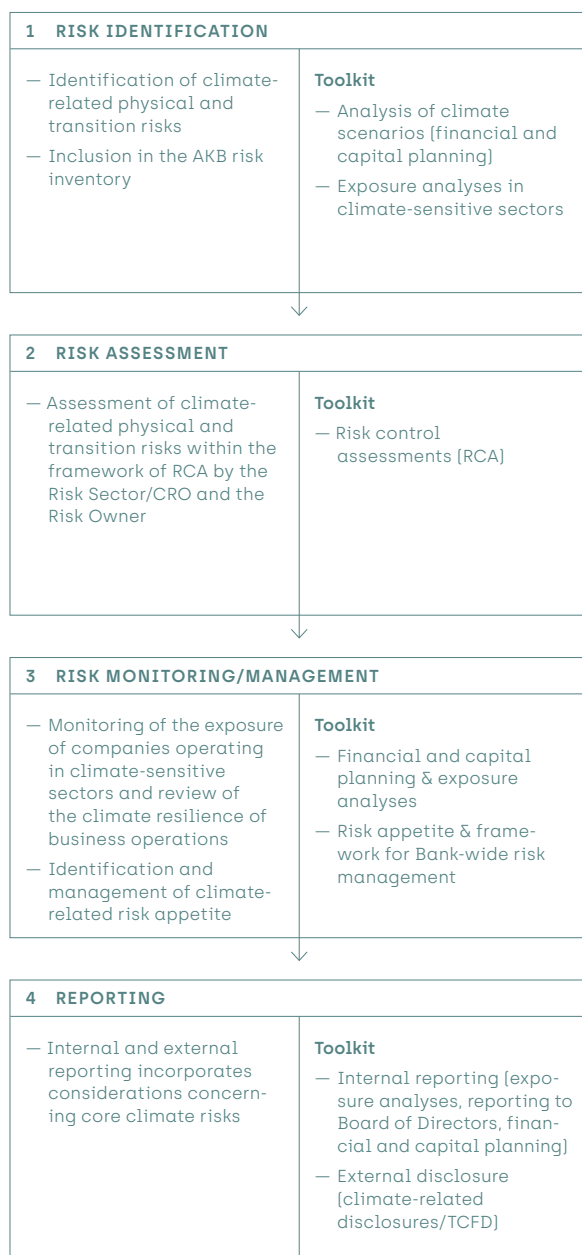 1 RISK IDENTIFICATION
— Identification of climate-
related physical and
transition risks
— Inclusion in the AKB risk
inventory
Toolkit
— Analysis of climate
scenarios (financial and
capital planning)
— Exposure analyses in
climate-sensitive sectors
2 RISK ASSESSMENT
— Assessment of climate-
related physical and
transition risks within the
framework of RCA by the
Risk Sector/CRO and the
Risk Owner
Toolkit
— Risk control
assessments (RCA)
3 RISK MONITORING/MANAGEMENT
— Monitoring of the exposure
of companies operating
in climate-sensitive
sectors and review of
the climate resilience of
business operations
— Identification and
management of climate-
related risk appetite
Toolkit
— Financial and capital
planning & exposure
analyses
— Risk appetite & frame-
work for Bank-wide risk
management
4 REPORTING
— Internal and external
reporting incorporates
considerations concern-
ing core climate risks
Toolkit
— Internal reporting (expo-
sure analyses, reporting to
Board of Directors, finan-
cial and capital planning)
— External disclosure
(climate-related
disclosures/TCFD)